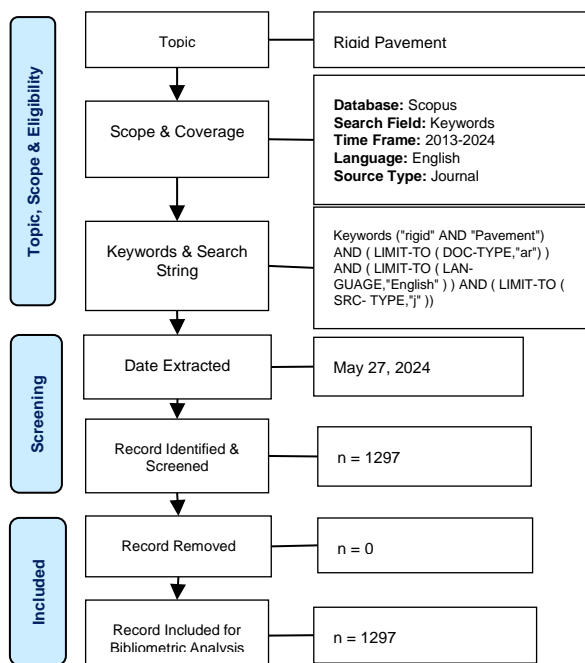 Topic, Scope & Eligibility
Topic
Rigid Pavement
Scope & Coverage
Database: Scopus
Search Field: Keywords
Time Frame: 2013-2024
Language: English
Source Type: Journal
Keywords & Search
String
Keywords ("rigid" AND "Pavement")
AND ( LIMIT-TO ( DOC-TYPE,"ar") )
AND ( LIMIT-TO ( LAN-
GUAGE,"English" ) ) AND ( LIMIT-TO (
SRC- TYPE,"j" ))
Screening
Date Extracted
May 27, 2024
Record Identified &
Screened
n = 1297
Included
Record Removed
n = 0
Record Included for
Bibliometric Analysis
n = 1297